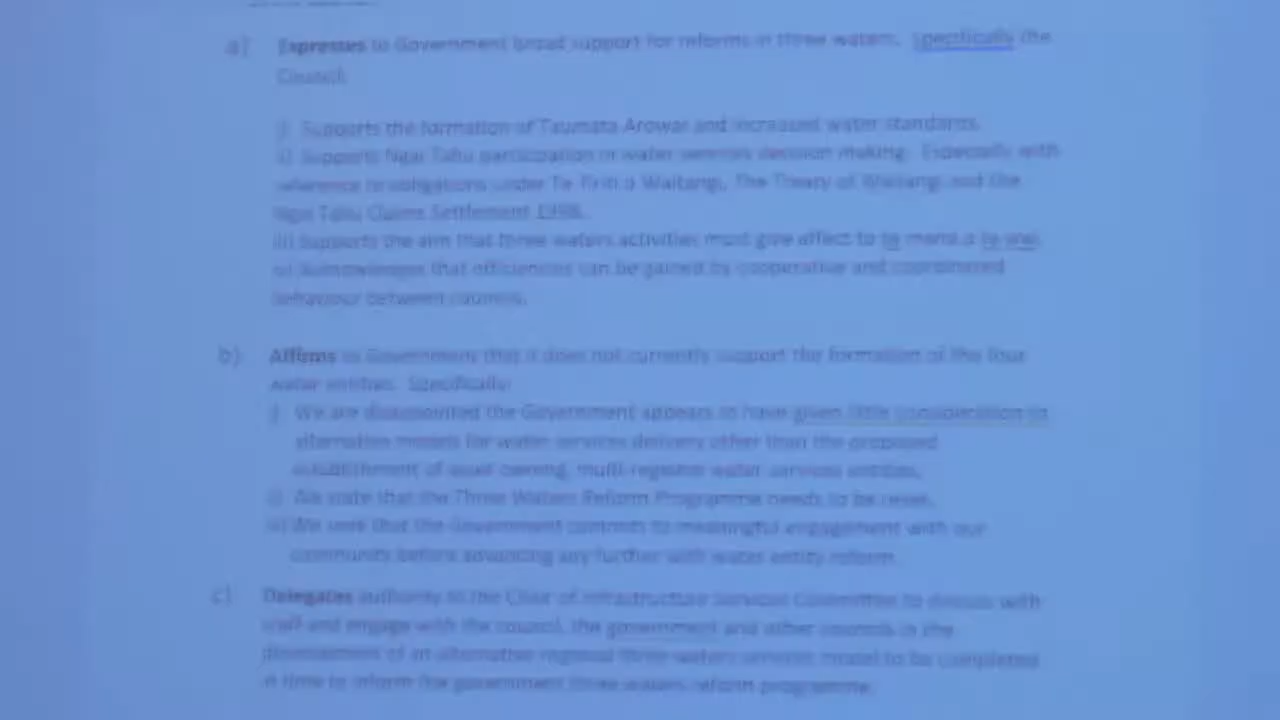 a) Expresses to Government broad support for reforms in three waters, specifically the
Council:
i) Supports the formation of Taumata Arowai and increased water standards.
ii) Supports Ngai Tahu participation in water services decision making. Especially with
reference to obligations under Te Tiriti o Waitangi, The Treaty of Waitangi and the
Ngai Tahu Claims Settlement 1998.
iii) Supports the aim that three waters activities must give effect to te mana o te wai.
that efficiencies can be gained by cooperative and coordinated
behaviour between councils.
b) Affirms to Government that it does not currently support the formation of the four
water entities. Specifically:
i) We are disappointed the Government appears to have given little consideration to
alternative models for water services delivery other than the proposed
establishment of asset owning, multi-regional water services entities.
ii) We state that the Three Waters Reform Programme needs to be reset.
iii) We that the Government commits to meaningful engagement with our
community before advancing any further with water entity reform.
c) Delegates authority to the Chair of Infrastructure Services Committee to discuss with
staff and engage with the council, the government and other councils in the
development of an alternative regional three waters services model to be completed
in time to inform the government three waters reform programme.